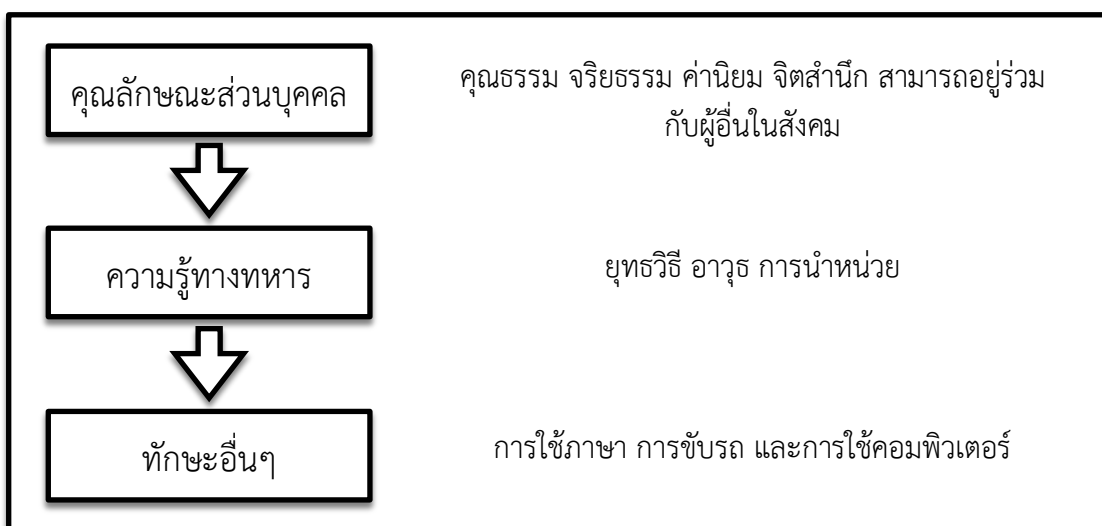 คุณลักษณะส่วนบุคคล
คุณธรรม จริยธรรม ค่านิยม จิตสำนึก สามารถอยู่ร่วม
กับผู้อื่นในสังคม
ความรู้ทางทหาร
ยุทธวิธี อาวุธ การนำหน่วย
ทักษะอื่นๆ
การใช้ภาษา การขับรถ และการใช้คอมพิวเตอร์